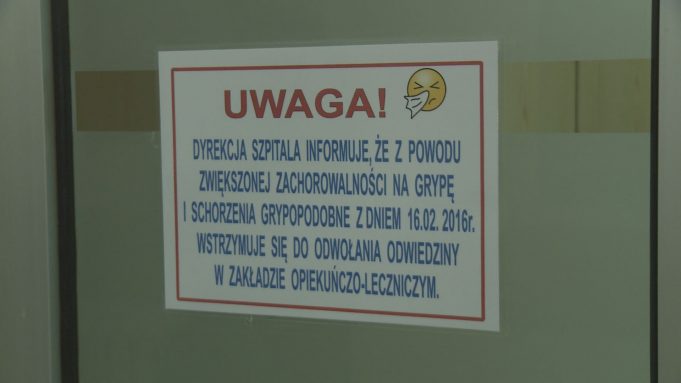 UWAGA!
DYREKCJA SZPITALA INFORMUJE, ŻE Z POWODU
ZWIĘKSZONEJ ZACHOROWALNOŚCI NA GRYPĘ
I SCHORZENIA GRYPOPODOBNE Z DNIEM 16.02. 2016r.
WSTRZYMUJE SIĘ DO ODWOŁANIA ODWIEDZINY
W ZAKŁADZIE OPIEKUŃCZO-LECZNICZYM.